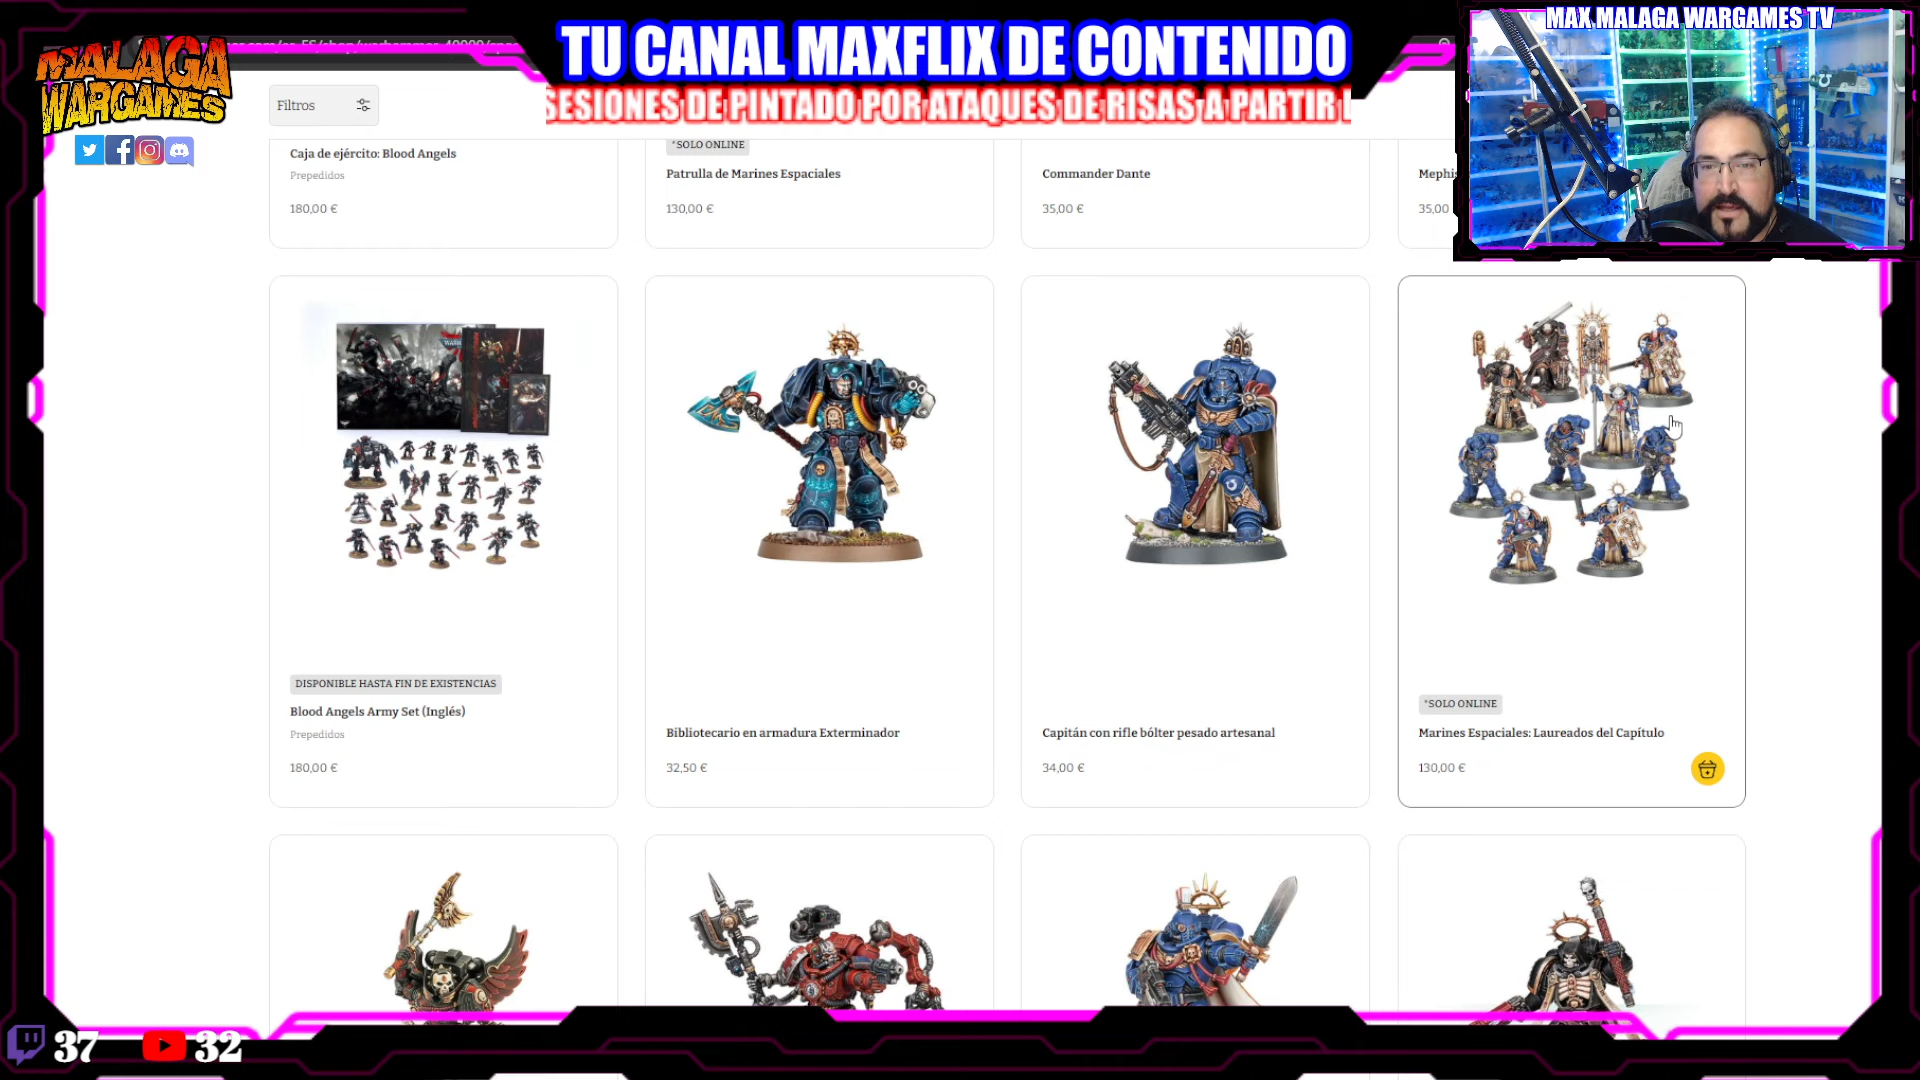 MAX MALAGA WARGAMES TV
TU CANAL MAXFLIX DE CONTENIDO
SESIONES DE PINTADO POR ATAQUES DE RISAS A PARTIR
MALAGA
WARGAMES
Filtros
Caja de ejército: Blood Angels
Prepedidos
180,00 €
*SOLO ONLINE
Patrulla de Marines Espaciales
130,00 €
Commander Dante
35,00 €
Mephis
35,00
DISPONIBLE HASTA FIN DE EXISTENCIAS
Blood Angels Army Set (Inglés)
Prepedidos
180,00 €
Bibliotecario en armadura Exterminador
32,50 €
Capitán con rifle bólter pesado artesanal
34,00 €
*SOLO ONLINE
Marines Espaciales: Laureados del Capítulo
130,00 €
37
32